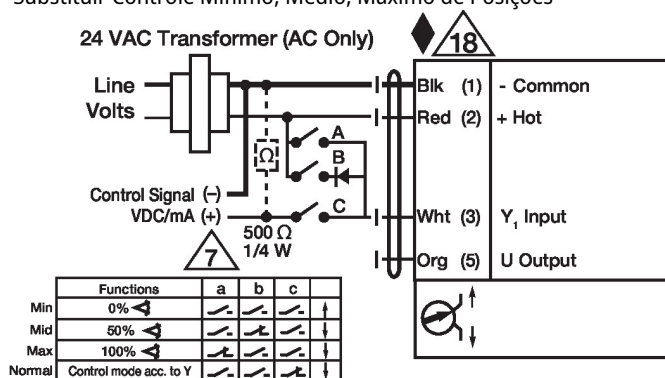 Substituir Controle Mínimo, Médio, Máximo de Posições
24 VAC Transformer (AC Only)
18
Line
Volts
Blk (1) - Common
Red (2) + Hot
A
B
Ω
Control Signal (–)
VDC/mA (+)
C
Wht (3) Y1 Input
500 Ω
1/4 W
7
Org (5) U Output
Functions a b c
Min 0%
Mid 50%
Max 100%
Normal Control mode acc. to Y